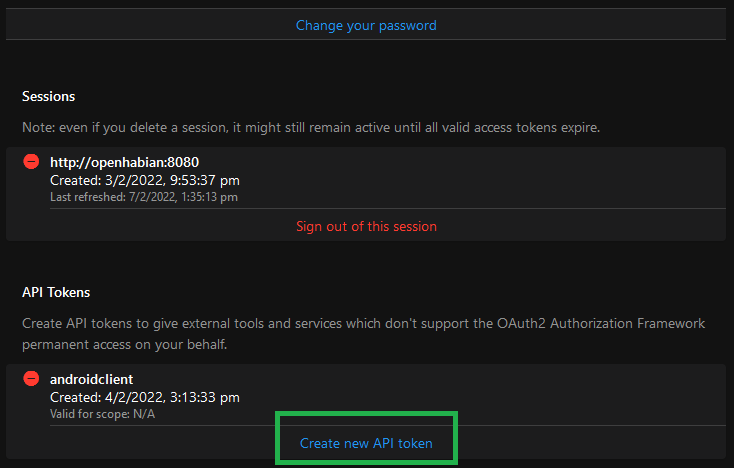 Change your password
Sessions
Note: even if you delete a session, it might still remain active until all valid access tokens expire.
http://openhabian:8080
Created: 3/2/2022, 9:53:37 pm
Last refreshed: 7/2/2022, 1:35:13 pm
Sign out of this session
API Tokens
Create API tokens to give external tools and services which don't support the OAuth2 Authorization Framework
permanent access on your behalf.
androidclient
Created: 4/2/2022, 3:13:33 pm
Valid for scope: N/A
Create new API token